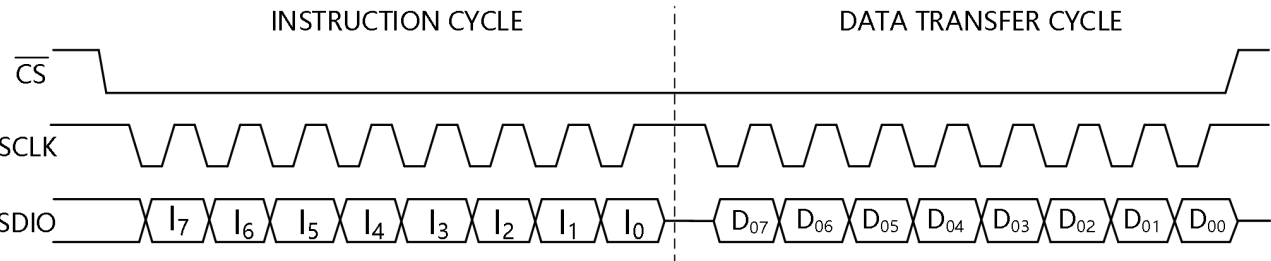 INSTRUCTION CYCLE DATA TRANSFER CYCLE
CS
SCLK
SDIO I7 I6 I5 I4 I3 I2 I1 I0 D07 D06 D05 D04 D03 D02 D01 D00